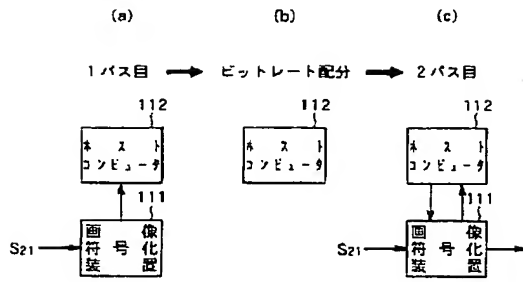 (a) (b) (c)
1パス目 → ビットレート配分 → 2パス目
112 112 112
ホスト ホスト ホスト
コンピュータ コンピュータ コンピュータ
111 111
画像 画像
S21 符号化 S21 符号化
装置 装置